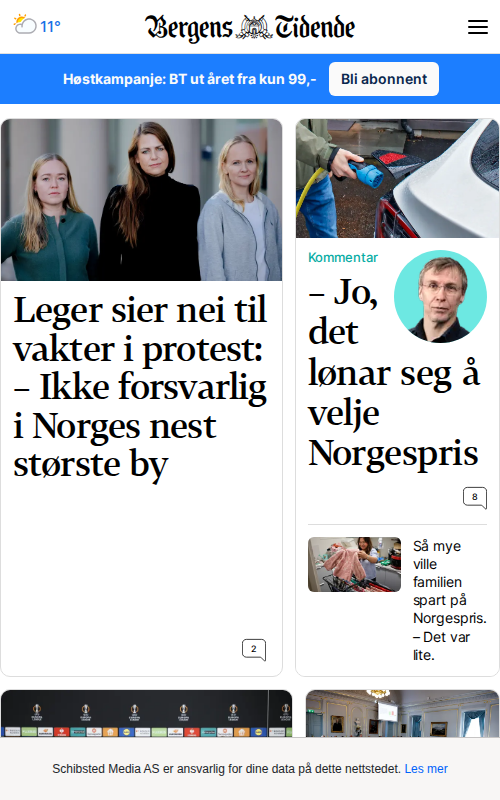 11°
Bergens Tidende
Høstkampanje: BT ut året fra kun 99,-
Bli abonnent
Leger sier nei til
vakter i protest:
– Ikke forsvarlig
i Norges nest
største by
2
Kommentar
– Jo,
det
lønar seg å
velje
Norgespris
8
Så mye
ville
familien
spart på
Norgespris.
– Det var
lite.
Schibsted Media AS er ansvarlig for dine data på dette nettstedet. Les mer